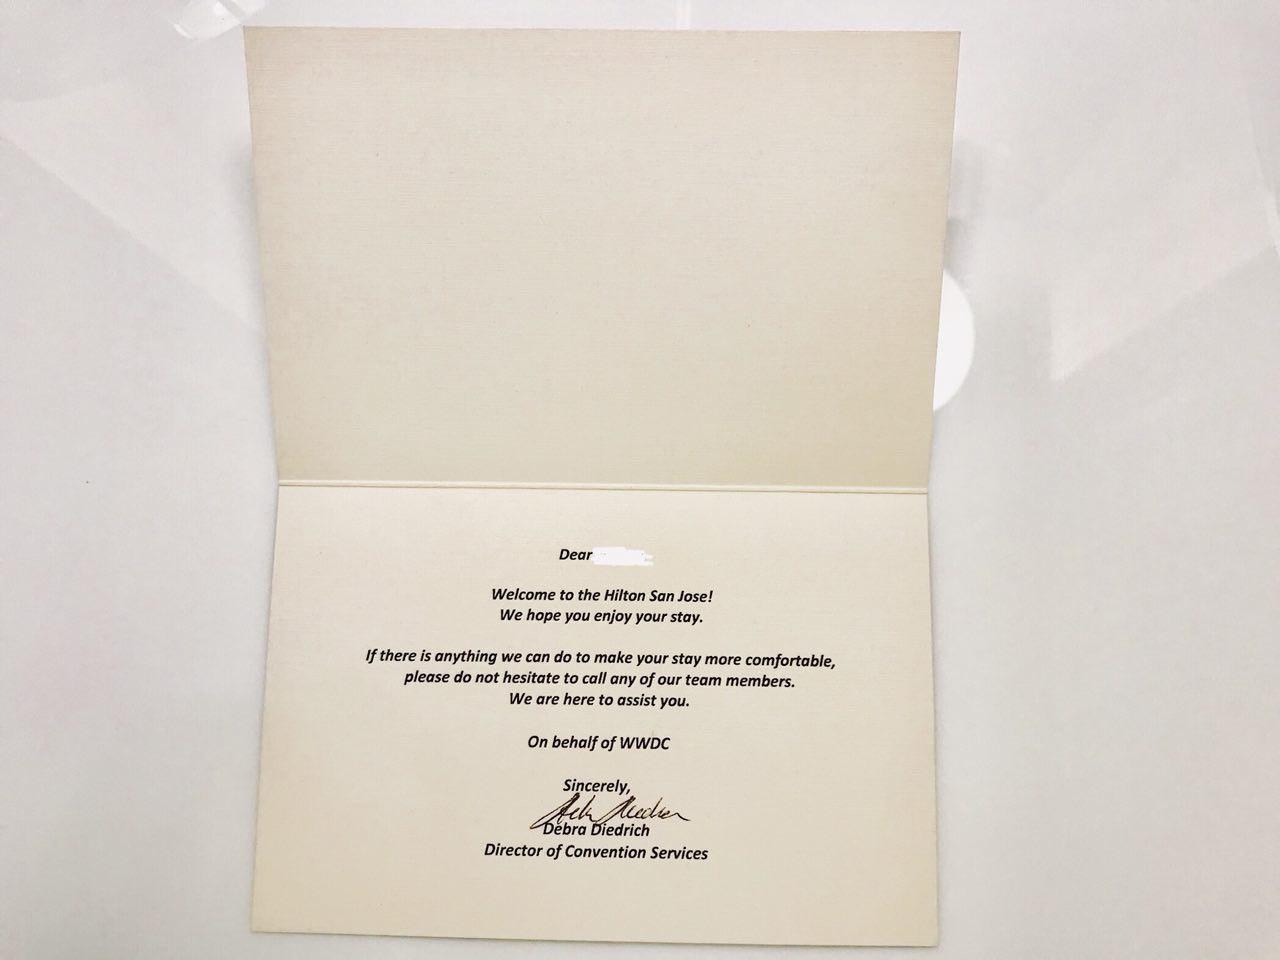 Dear
Welcome to the Hilton San Jose!
We hope you enjoy your stay.
If there is anything we can do to make your stay more comfortable,
please do not hesitate to call any of our team members.
We are here to assist you.
On behalf of WWDC
Sincerely,
Debra Diedrich
Director of Convention Services